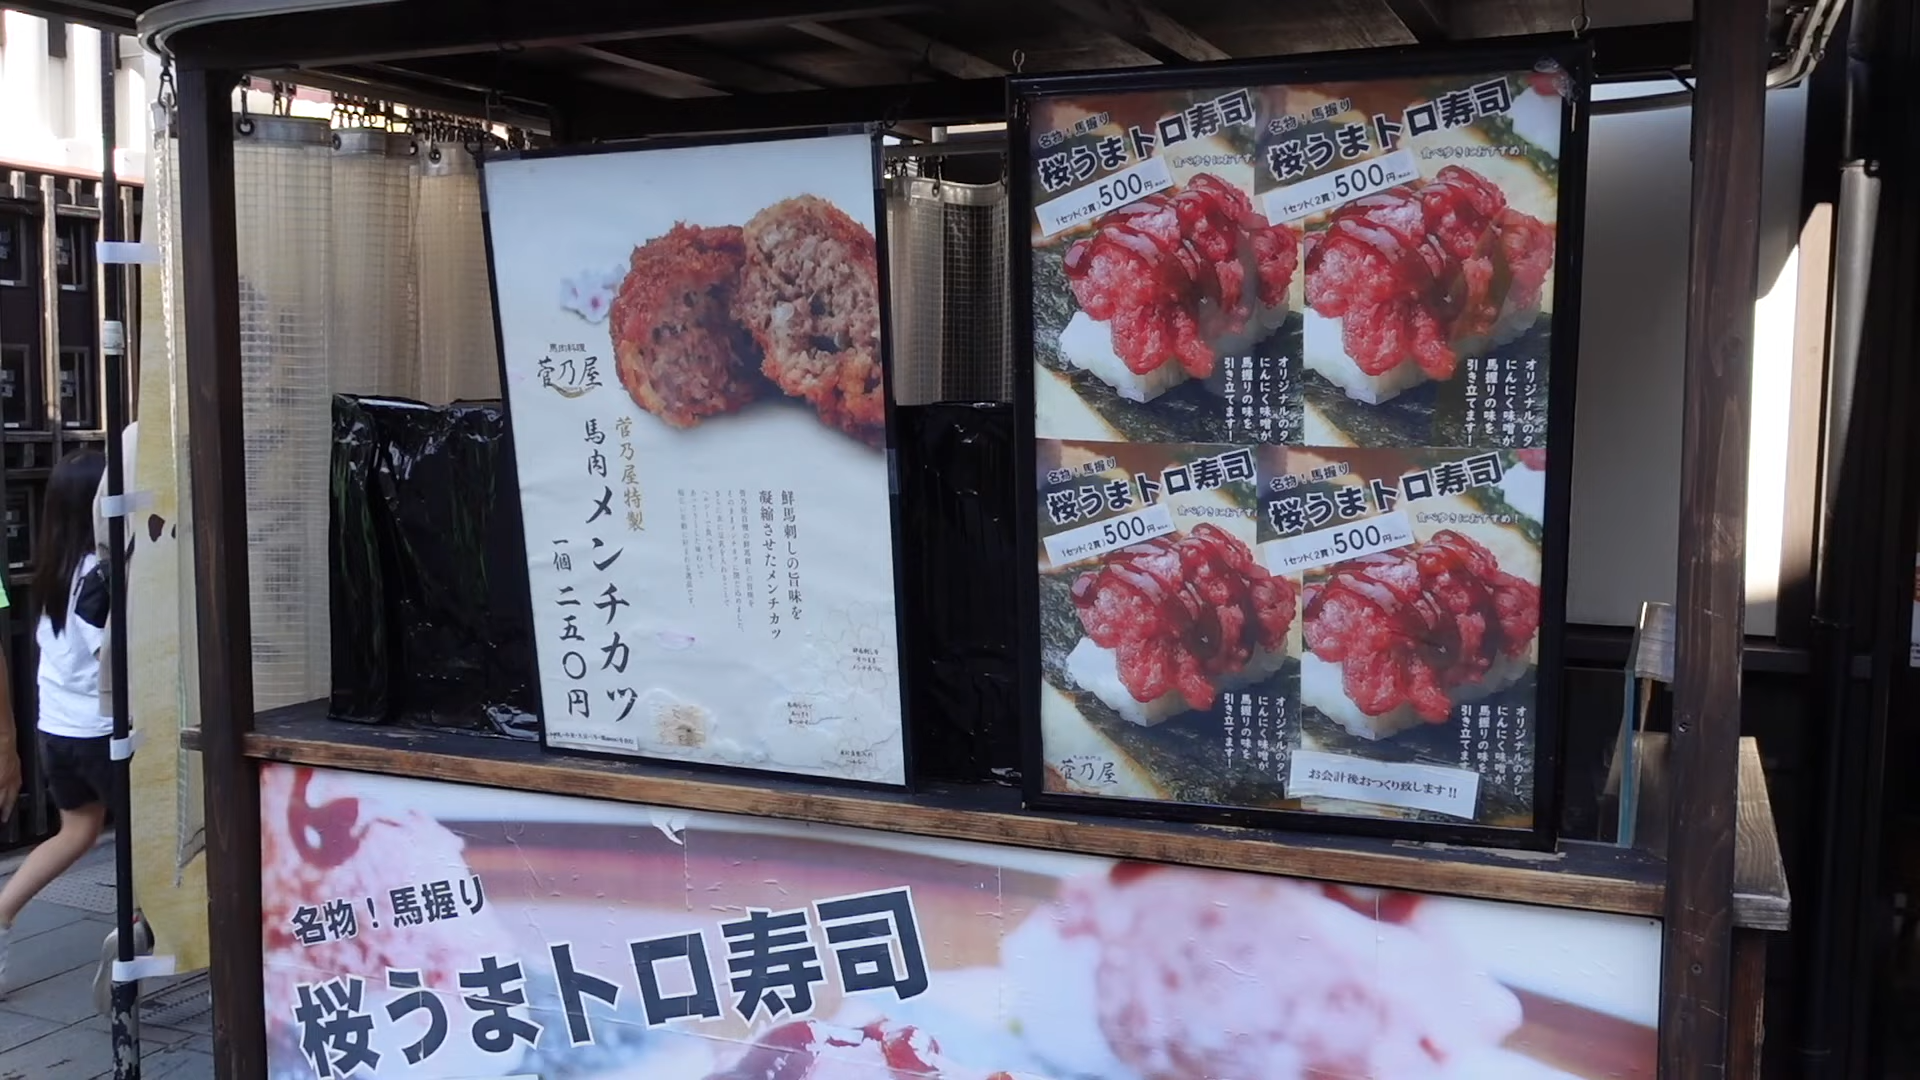 馬肉料理
菅乃屋
菅乃屋特製
馬肉メンチカツ
一個 二五〇円
鮮馬刺しの旨味を
凝縮させたメンチカツ
名物！馬握り
桜うまトロ寿司
食べ歩きにおすすめ
1セット(2貫)500円
オリジナルのタ
にんにく味噌が
馬握りの味を
引き立てます！
名物！馬握り
桜うまトロ寿司
食べ歩きにおすすめ！
1セット(2貫)500円
オリジナルのタ
にんにく味噌が
馬握りの味を
引き立てます！
名物！馬握り
桜うまトロ寿司
食べ歩きにおすすめ
1セット(2貫)500円
オリジナルのタレ
にんにく味噌が
馬握りの味を
引き立てます！
菅乃屋
名物！馬握り
桜うまトロ寿司
食べ歩きにおすすめ！
1セット(2貫)500円
オリジナルのタレ
にんにく味噌が
馬握りの味を
引き立てます
お会計後おつくり致します!!
名物！馬握り
桜うまトロ寿司